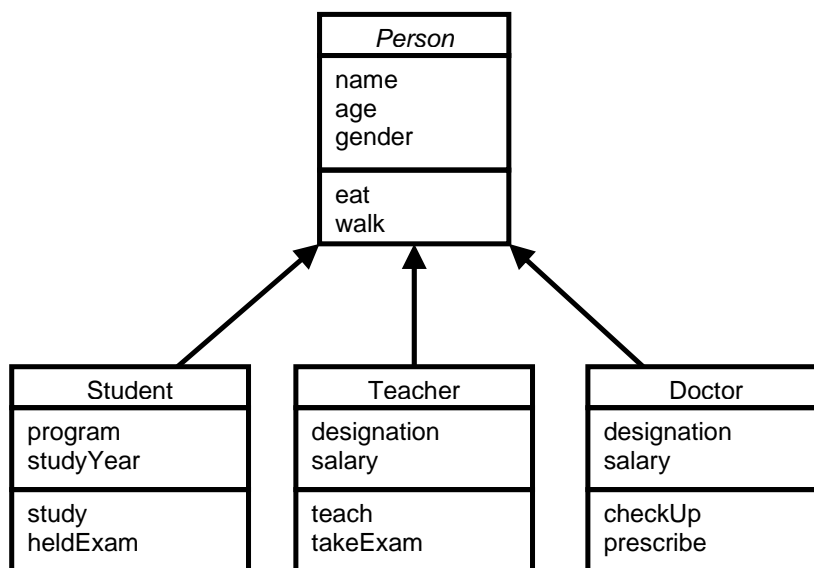 Person
name
age
gender
eat
walk
Student
program
studyYear
study
heldExam
Teacher
designation
salary
teach
takeExam
Doctor
designation
salary
checkUp
prescribe